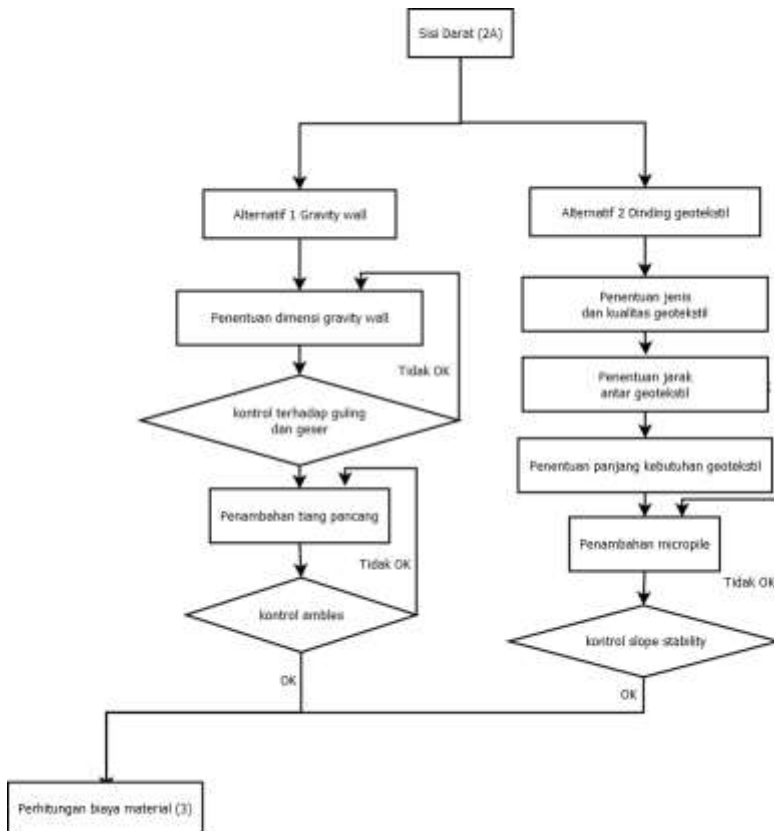 Sisi Darat (2A)
Alternatif 1 Gravity wall
Alternatif 2 Dinding geotekstil
Penentuan dimensi gravity wall
Penentuan jenis
dan kualitas geotekstil
Tidak OK
Penentuan jarak
antar geotekstil
kontrol terhadap guling
dan geser
Penentuan panjang kebutuhan geotekstil
Penambahan tiang pancang
Penambahan micropile
Tidak OK
Tidak OK
kontrol ambles
kontrol slope stability
OK
OK
Perhitungan biaya material (3)